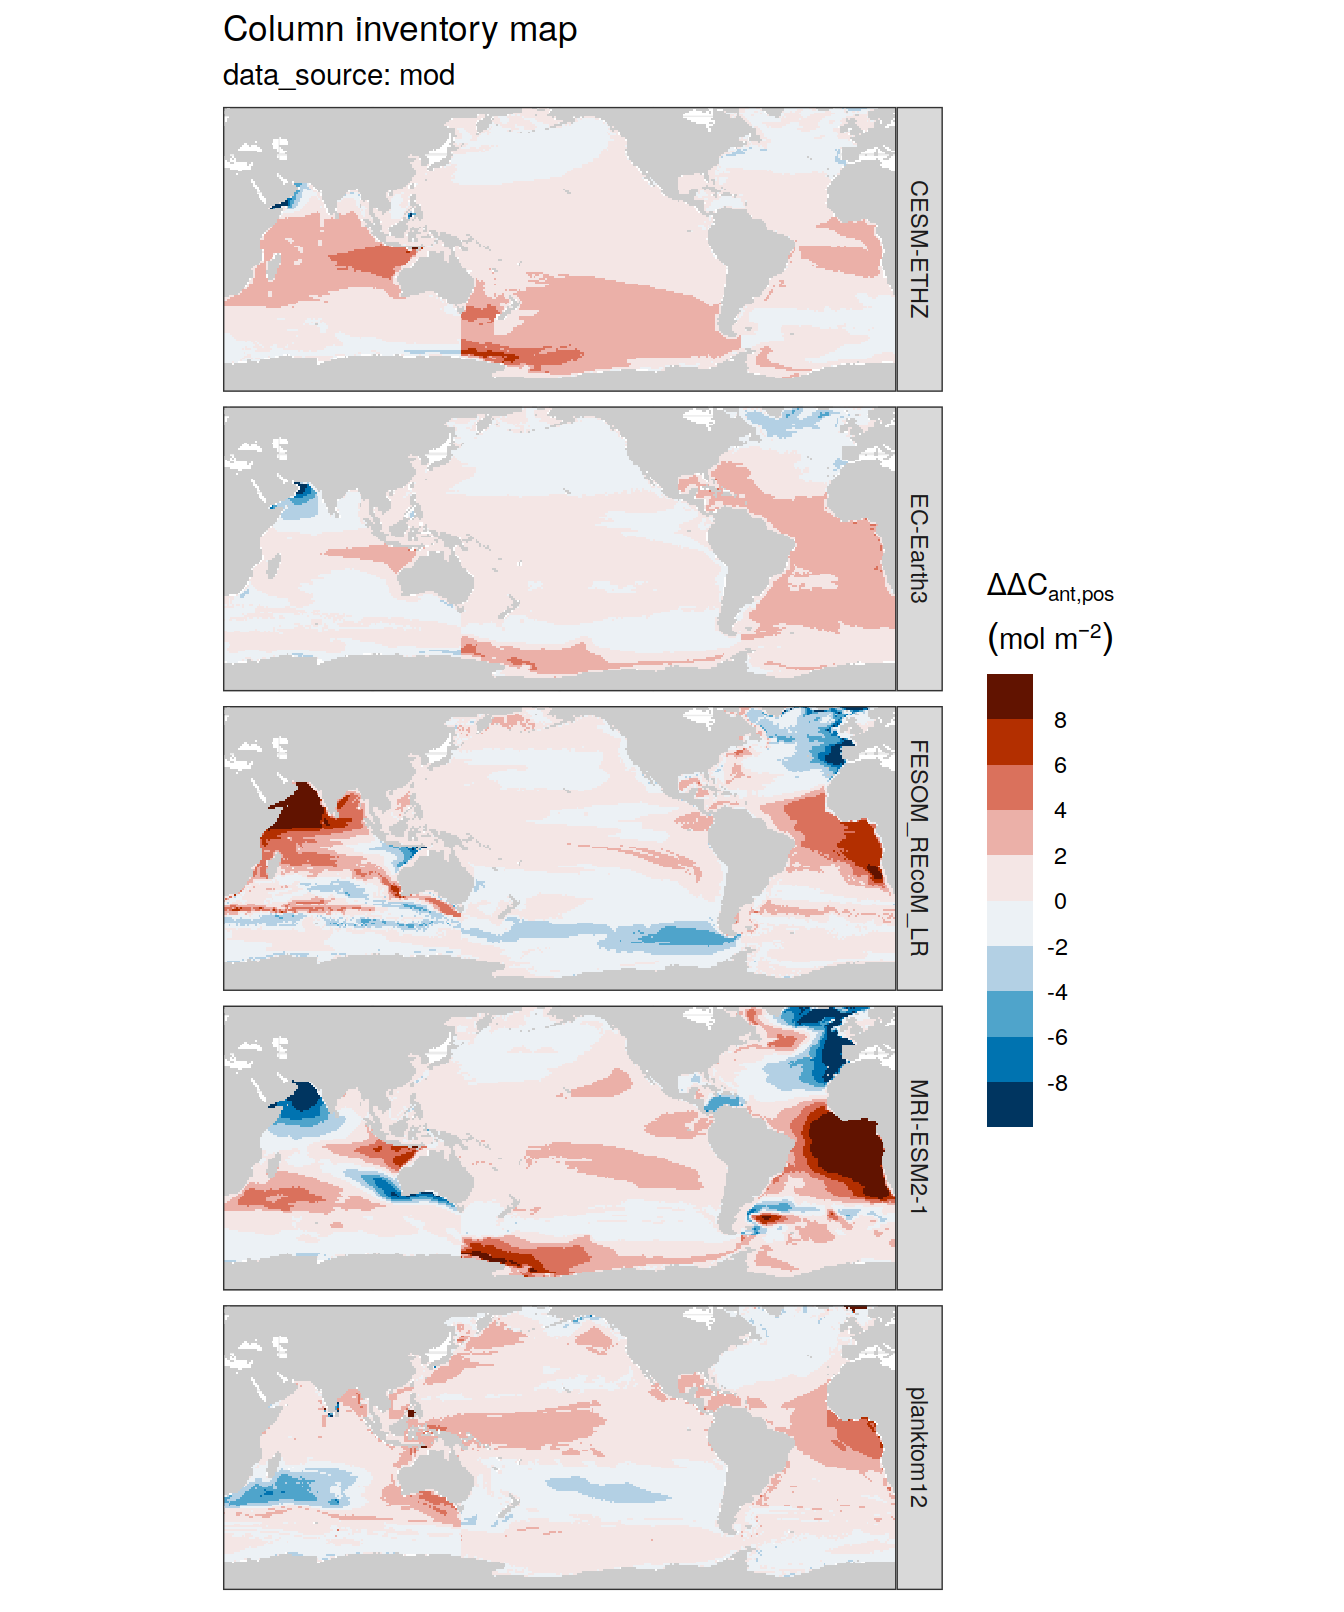 Column inventory map
data_source: mod
CESM-ETHZ
EC-Earth3
FESOM_REcoM_LR
MRI-ESM2-1
planktom12
ΔΔCant,pos
(mol m−2)
8
6
4
2
0
-2
-4
-6
-8